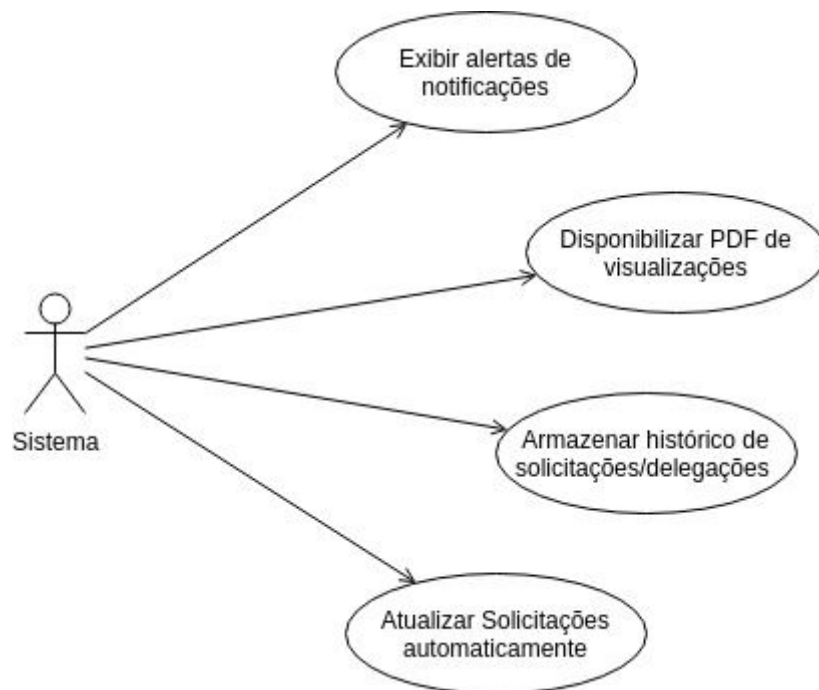 Exibir alertas de
notificações
Disponibilizar PDF de
visualizações
Sistema
Armazenar histórico de
solicitações/delegações
Atualizar Solicitações
automaticamente